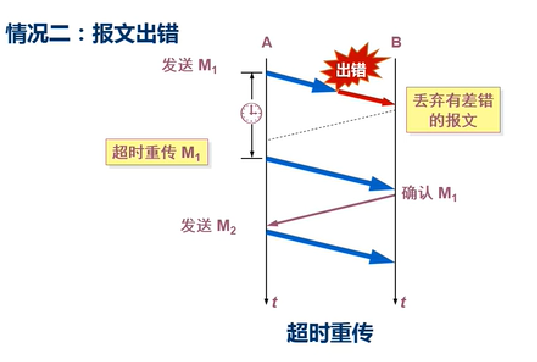 情况二：报文出错
A
B
发送 M1
出错
丢弃有差错
的报文
超时重传 M1
确认 M1
发送 M2
t
t
超时重传